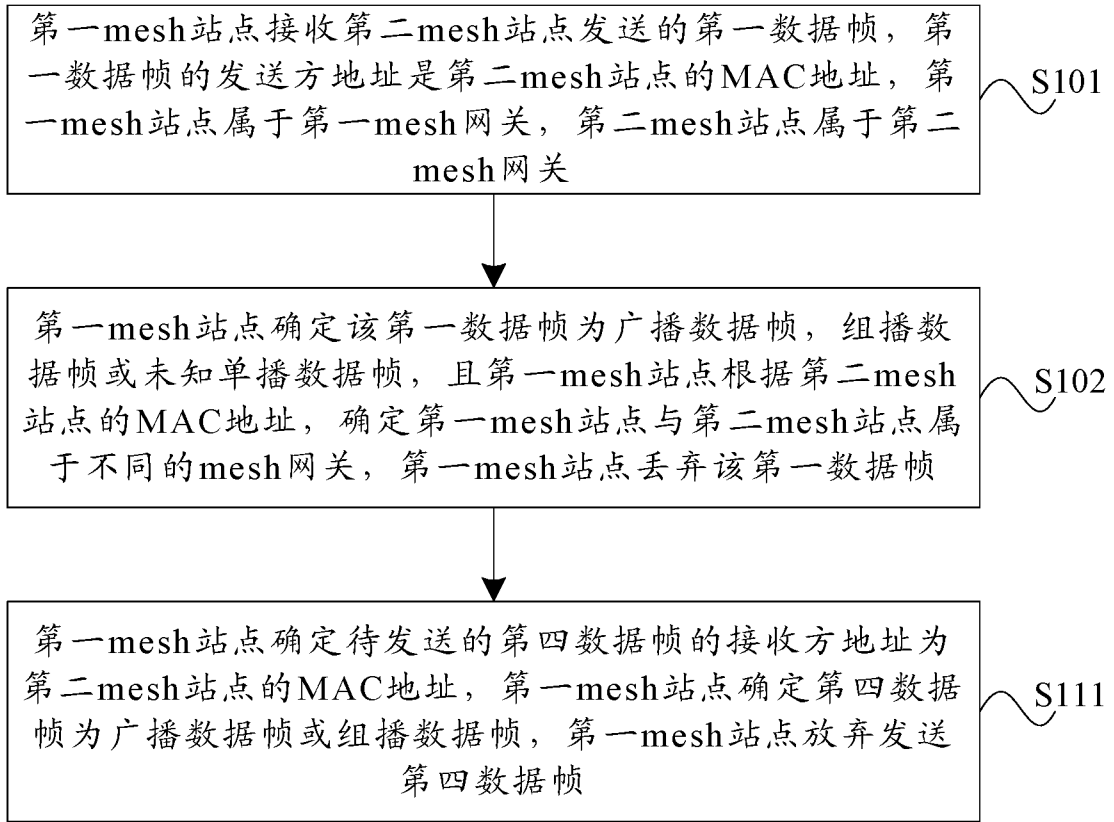 第一mesh站点接收第二mesh站点发送的第一数据帧，第
一数据帧的发送方地址是第二mesh站点的MAC地址，第
一mesh站点属于第一mesh网关，第二mesh站点属于第二
mesh网关
S101
第一mesh站点确定该第一数据帧为广播数据帧，组播数
据帧或未知单播数据帧，且第一mesh站点根据第二mesh
站点的MAC地址，确定第一mesh站点与第二mesh站点属
于不同的mesh网关，第一mesh站点丢弃该第一数据帧
S102
第一mesh站点确定待发送的第四数据帧的接收方地址为
第二mesh站点的MAC地址，第一mesh站点确定第四数据
帧为广播数据帧或组播数据帧，第一mesh站点放弃发送
第四数据帧
S111